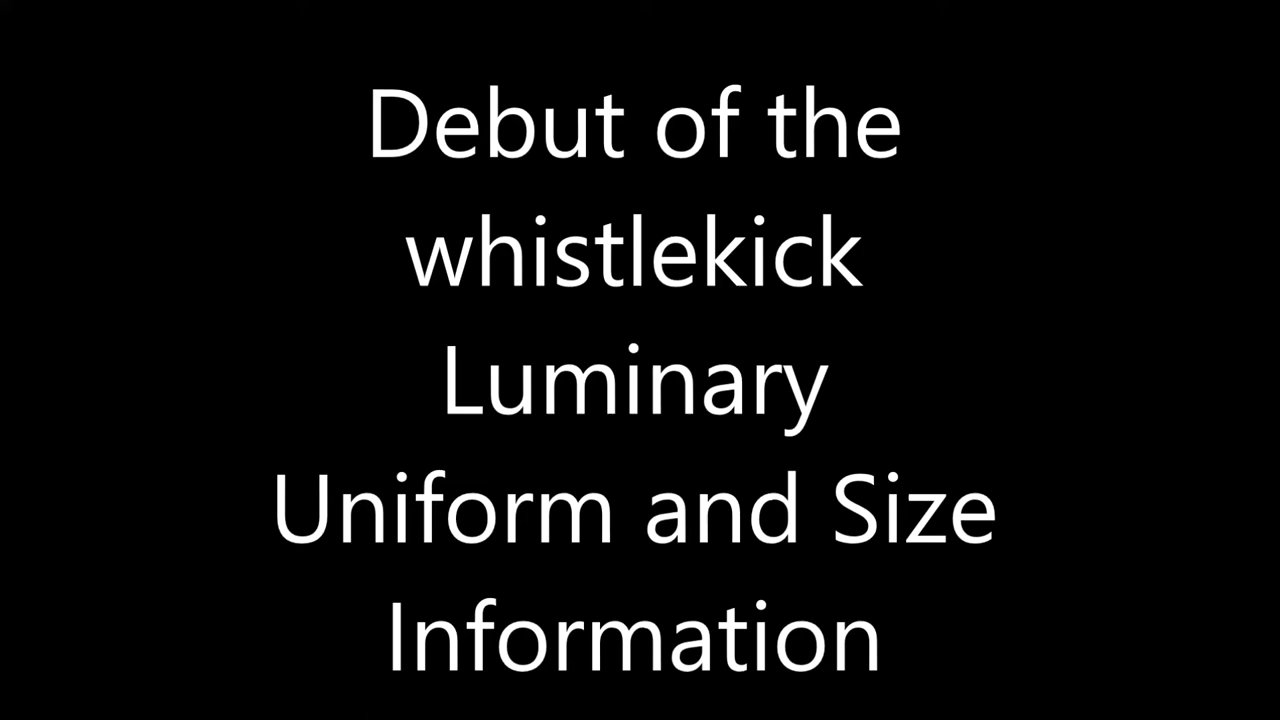 Debut of the
whistlekick
Luminary
Uniform and Size
Information